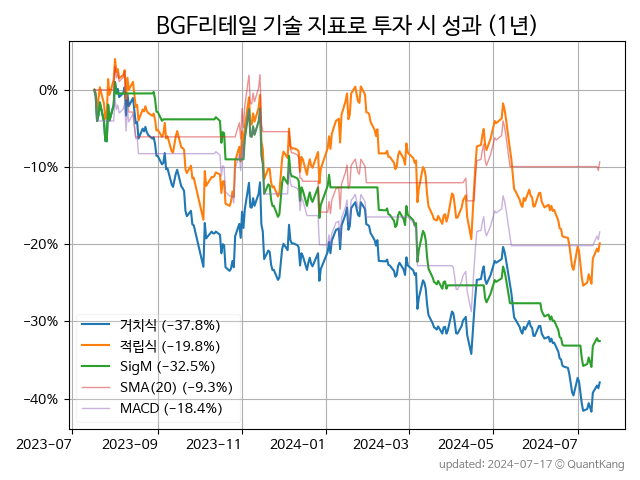 BGF리테일 기술 지표로 투자 시 성과 (1년)
0%
−10%
−20%
−30%
−40%
거치식 (−37.8%)
적립식 (−19.8%)
SigM (−32.5%)
SMA(20) (−9.3%)
MACD (−18.4%)
2023-07 2023-09 2023-11 2024-01 2024-03 2024-05 2024-07
updated: 2024-07-17 © QuantKang